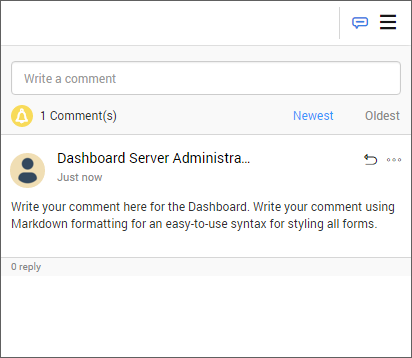 Write a comment
1 Comment(s)
Newest
Oldest
Dashboard Server Administra...
Just now
Write your comment here for the Dashboard. Write your comment using
Markdown formatting for an easy-to-use syntax for styling all forms.
0 reply